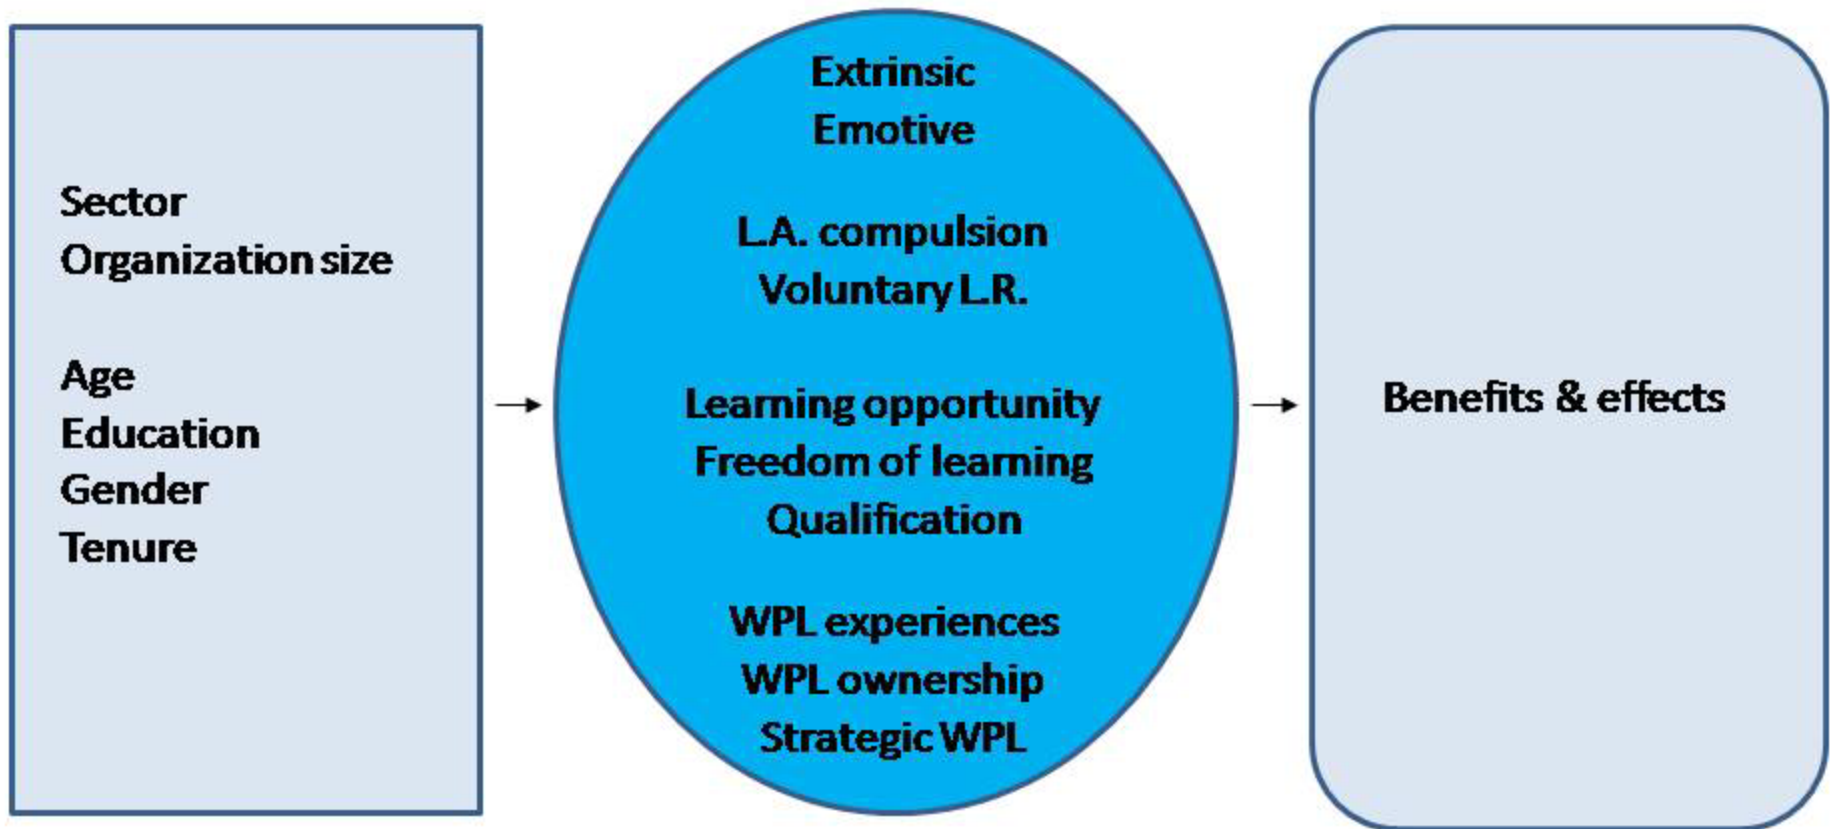 Sector
Organization size
Age
Education
Gender
Tenure
Extrinsic
Emotive
L.A. compulsion
Voluntary L.R.
Learning opportunity
Freedom of learning
Qualification
WPL experiences
WPL ownership
Strategic WPL
Benefits & effects